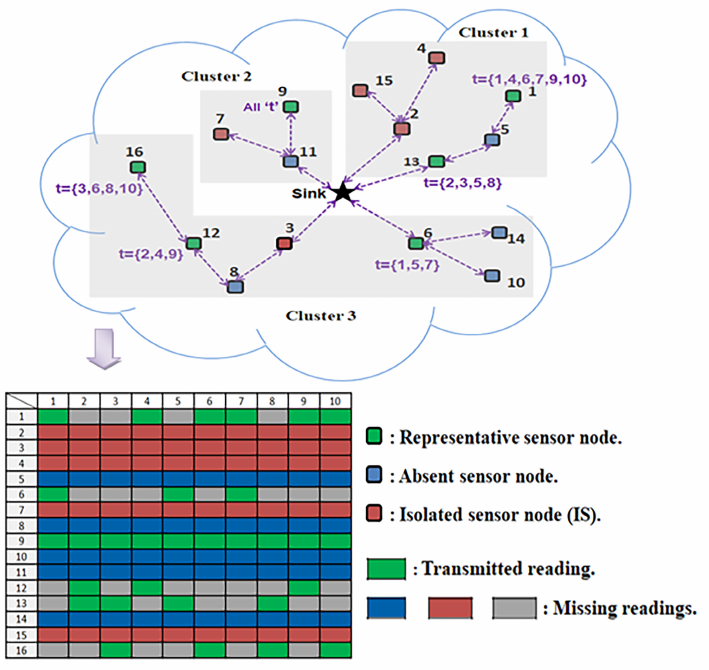 Cluster 1
4
Cluster 2
15
t={1,4,6,7,9,10}
9
1
All ‘t’
7
2
5
11
13
16
Sink
t={2,3,5,8}
t={3,6,8,10}
12
3
6
14
t={2,4,9}
t={1,5,7}
8
10
Cluster 3
1 2 3 4 5 6 7 8 9 10
1
2
3
4
5
6
7
8
9
10
11
12
13
14
15
16
: Representative sensor node.
: Absent sensor node.
: Isolated sensor node (IS).
: Transmitted reading.
: Missing readings.